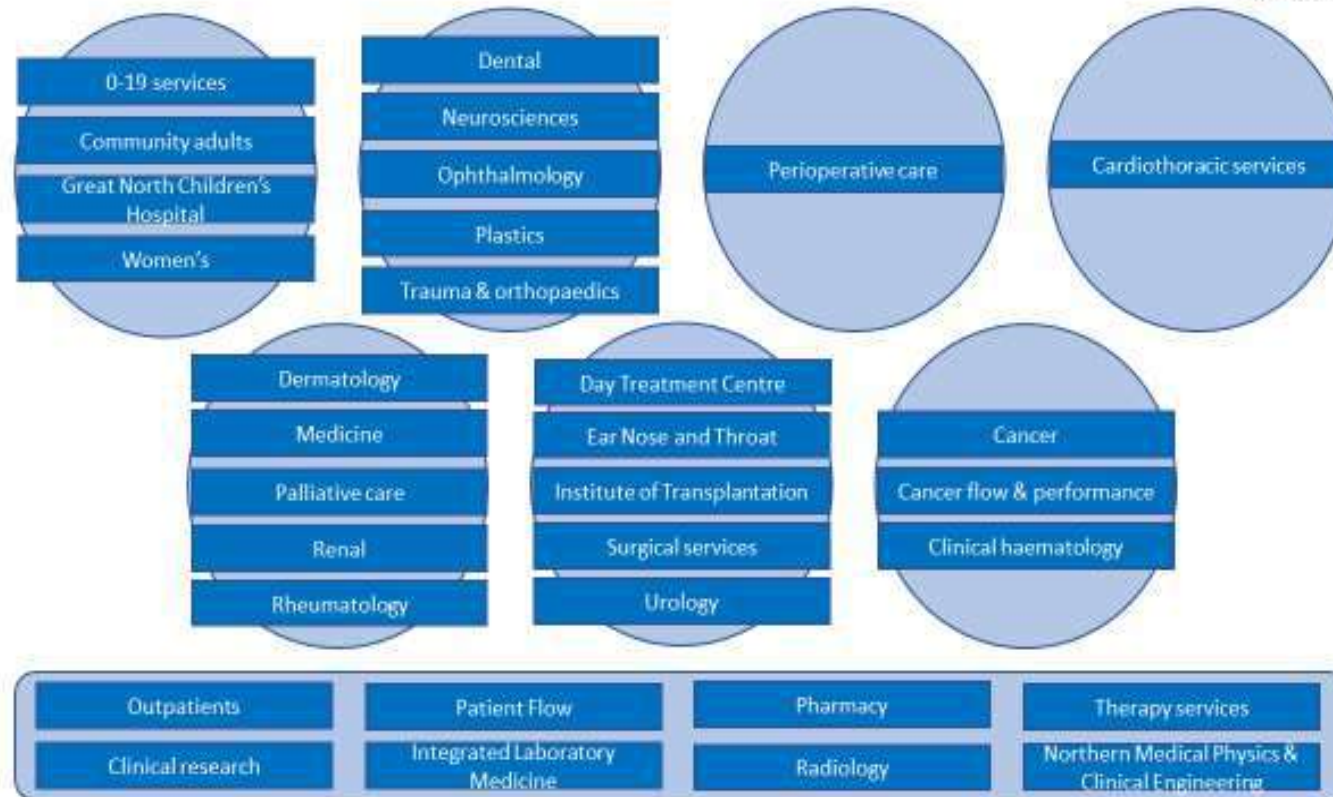 0-19 services
Community adults
Great North Children's
Hospital
Women's
Dental
Neurosciences
Ophthalmology
Plastics
Trauma & orthopaedics
Perioperative care
Cardiothoracic services
Dermatology
Medicine
Palliative care
Renal
Rheumatology
Day Treatment Centre
Ear Nose and Throat
Institute of Transplantation
Surgical services
Urology
Cancer
Cancer flow & performance
Clinical haematology
Outpatients
Patient Flow
Pharmacy
Therapy services
Clinical research
Integrated Laboratory
Medicine
Radiology
Northern Medical Physics &
Clinical Engineering